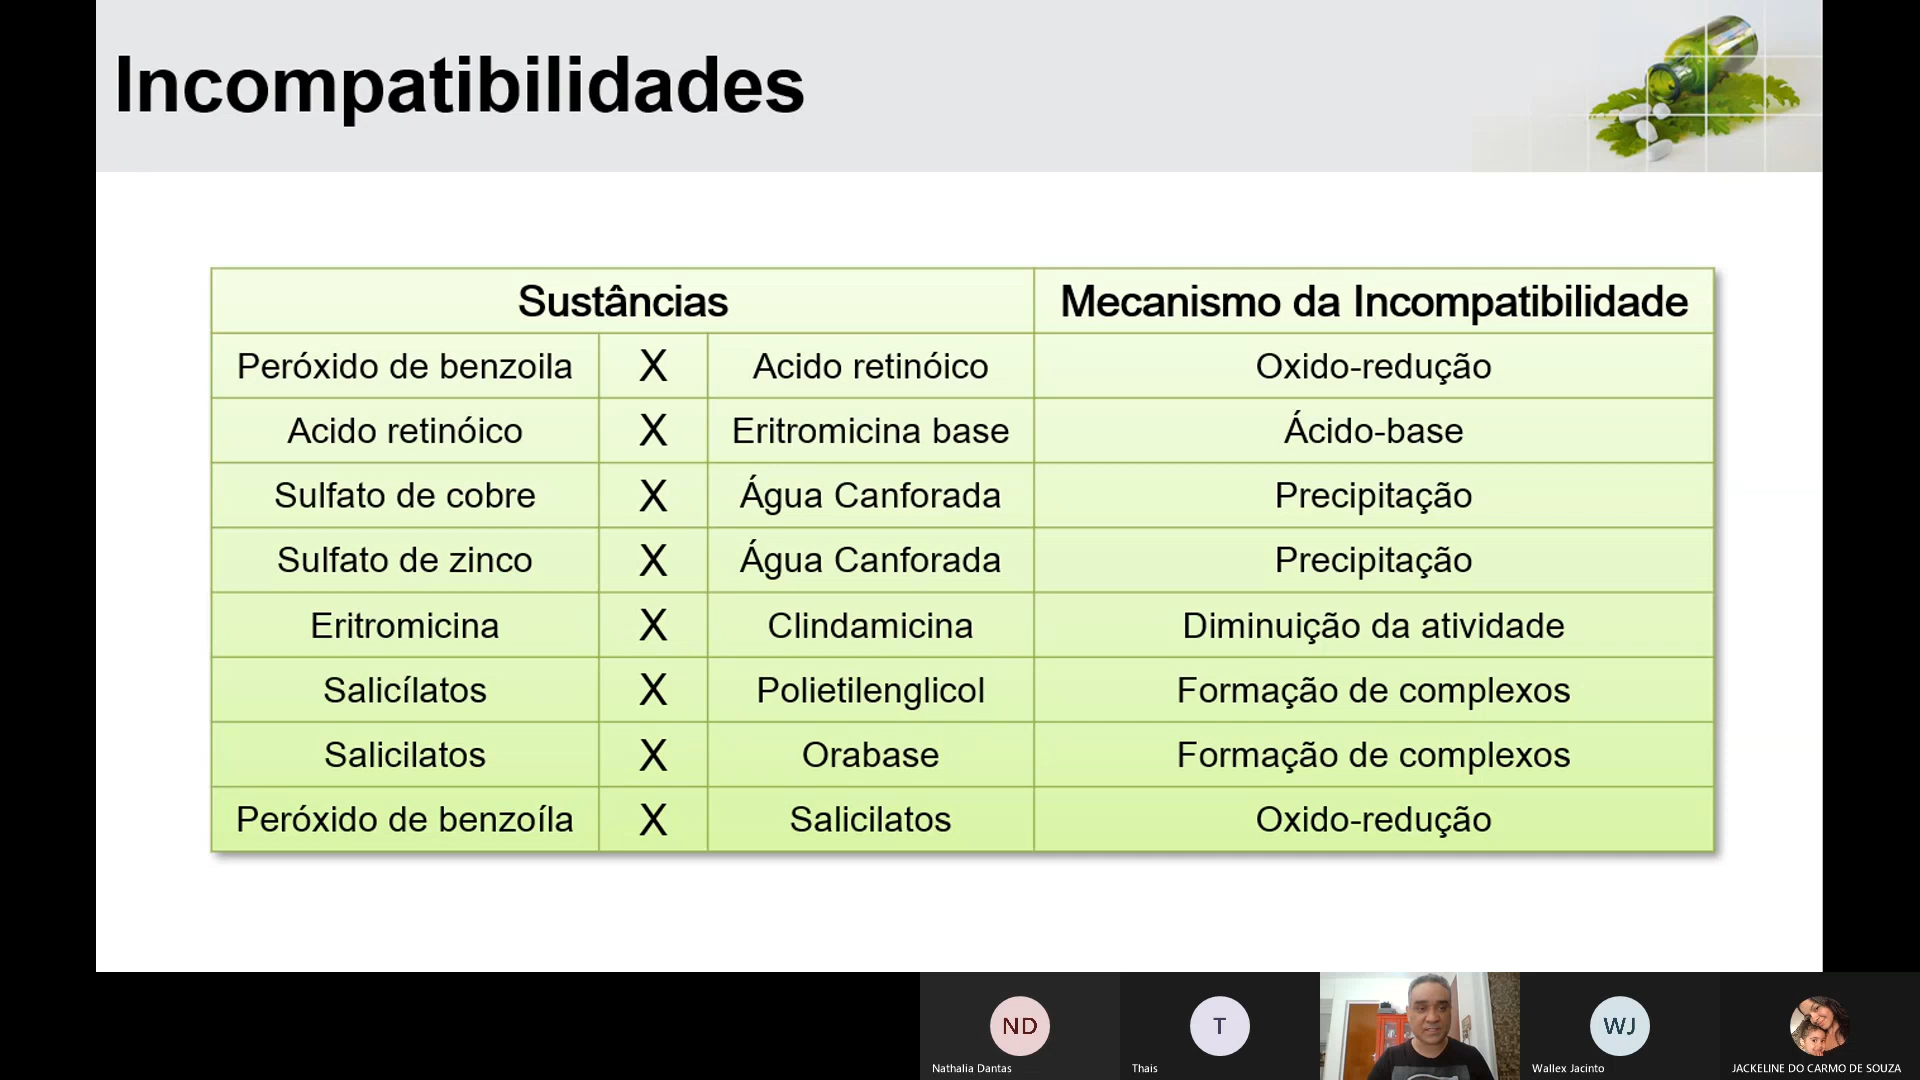 Incompatibilidades
Sustâncias Mecanismo da Incompatibilidade
Peróxido de benzoila X Acido retinóico Oxido-redução
Acido retinóico X Eritromicina base Ácido-base
Sulfato de cobre X Água Canforada Precipitação
Sulfato de zinco X Água Canforada Precipitação
Eritromicina X Clindamicina Diminuição da atividade
Salicílatos X Polietilenglicol Formação de complexos
Salicilatos X Orabase Formação de complexos
Peróxido de benzoíla X Salicilatos Oxido-redução
ND T WJ
Nathalia Dantas Thais Wallex Jacinto JACKELINE DO CARMO DE SOUZA